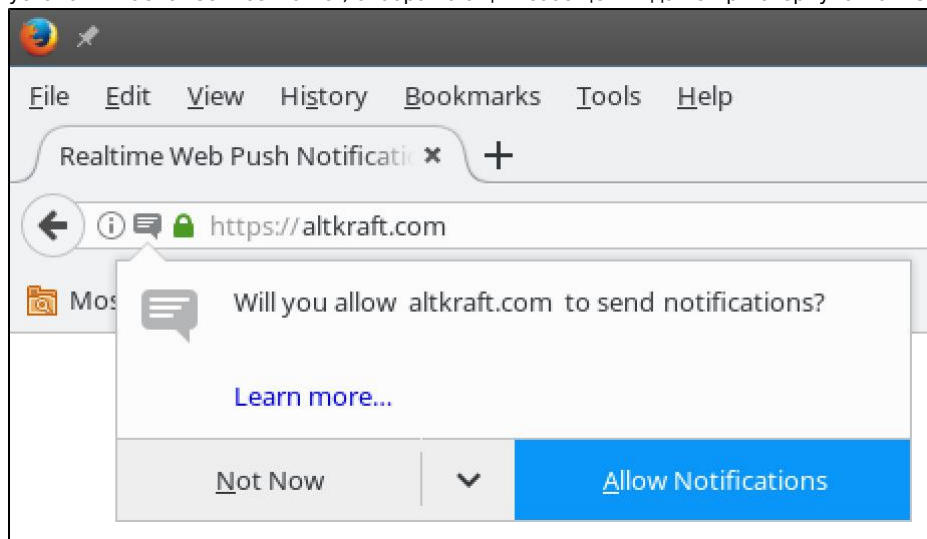 File Edit View History Bookmarks Tools Help
Realtime Web Push Notificati
https://altkraft.com
Mos
Will you allow altkraft.com to send notifications?
Learn more...
Not Now
Allow Notifications